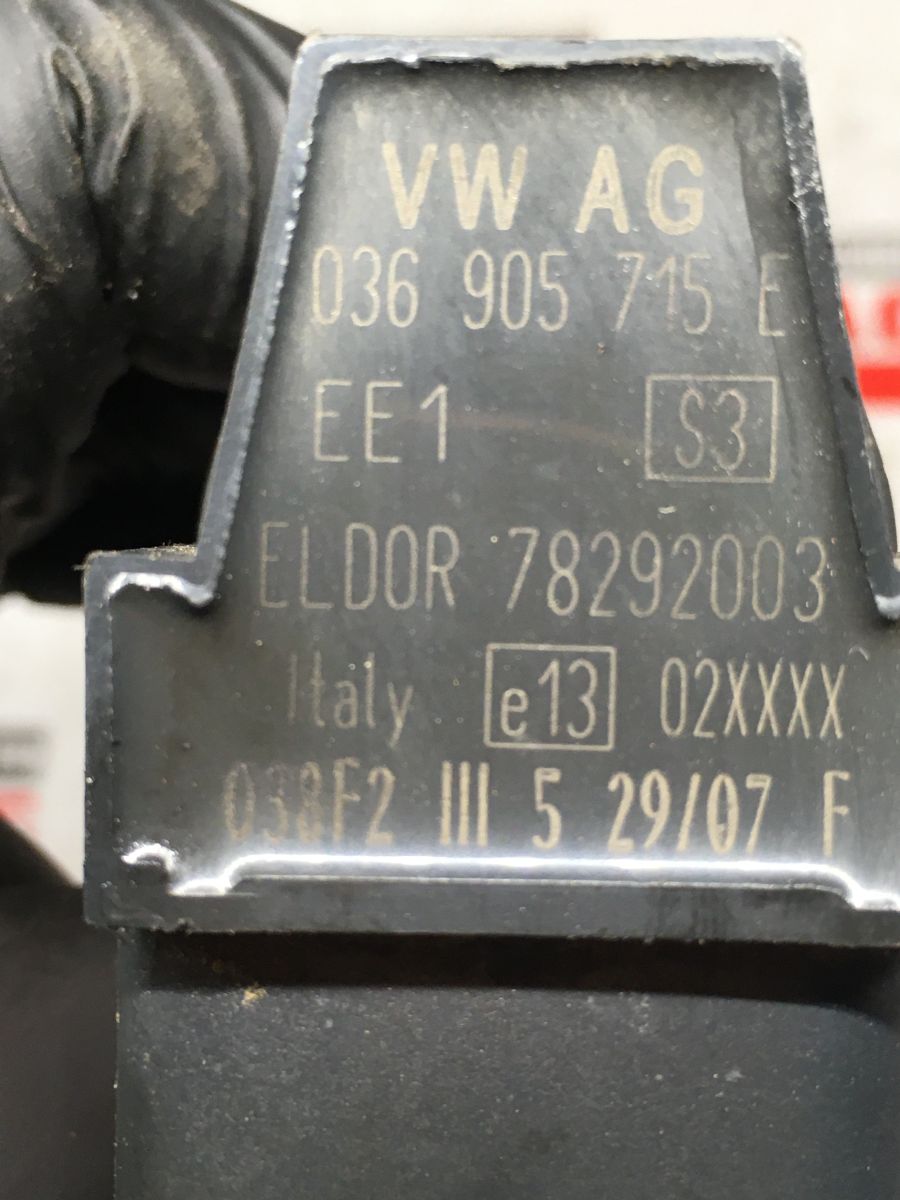 VW AG
036 905 715 E
EE1 S3
ELDOR 78292003
Italy e13 02XXXX
038F2 III 5 29/07 F